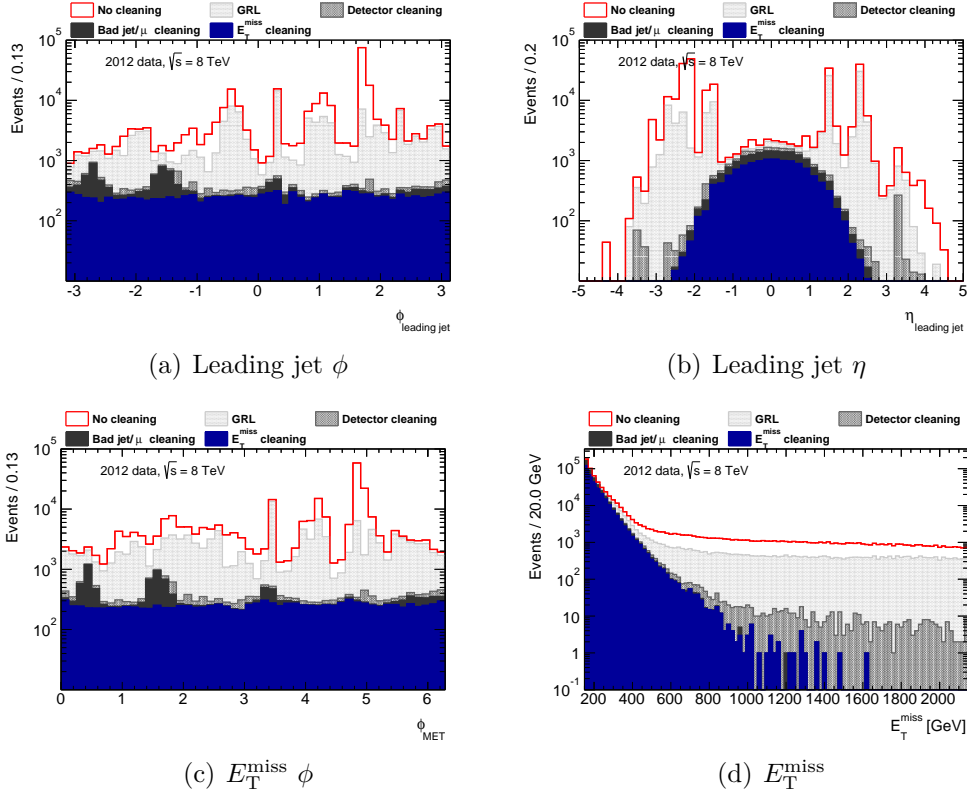 No cleaning GRL Detector cleaning
Bad jet/ μ cleaning E_T^miss cleaning
Events / 0.13
10^5
10^4
10^3
10^2
2012 data, √s = 8 TeV
-3 -2 -1 0 1 2 3
ϕ_leading jet
(a) Leading jet ϕ
No cleaning GRL Detector cleaning
Bad jet/ μ cleaning E_T^miss cleaning
Events / 0.2
10^5
10^4
10^3
10^2
2012 data, √s = 8 TeV
-5 -4 -3 -2 -1 0 1 2 3 4 5
η_leading jet
(b) Leading jet η
No cleaning GRL Detector cleaning
Bad jet/ μ cleaning E_T^miss cleaning
Events / 0.13
10^5
10^4
10^3
10^2
2012 data, √s = 8 TeV
0 1 2 3 4 5 6
ϕ_MET
(c) E_T^miss ϕ
No cleaning GRL Detector cleaning
Bad jet/ μ cleaning E_T^miss cleaning
Events / 20.0 GeV
10^5
10^4
10^3
10^2
10
1
10^-1
2012 data, √s = 8 TeV
200 400 600 800 1000 1200 1400 1600 1800 2000
E_T^miss [GeV]
(d) E_T^miss